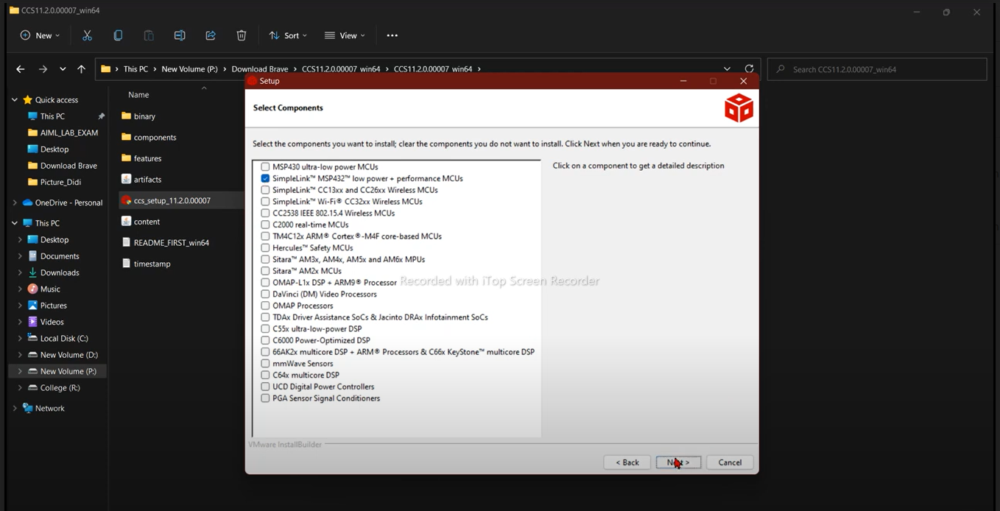 CCS11.2.0.00007_win64
New
Sort
View
This PC > New Volume (P:) > Download Brave > CCS11.2.0.00007_win64 > CCS11.2.0.00007_win64 >
Search CCS11.2.0.00007_win64
Quick access
This PC
AIML_LAB_EXAM
Desktop
Download Brave
Picture_Didi
OneDrive - Personal
This PC
Desktop
Documents
Downloads
Music
Pictures
Videos
Local Disk (C:)
New Volume (D:)
New Volume (P:)
College (R:)
Network
Name
binary
components
features
artifacts
ccs_setup_11.2.0.00007
content
README_FIRST_win64
timestamp
Setup
Select Components
Select the components you want to install; clear the components you do not want to install. Click Next when you are ready to continue.
MSP430 ultra-low power MCUs
SimpleLink™ MSP432™ low power + performance MCUs
SimpleLink™ CC13xx and CC26xx Wireless MCUs
SimpleLink™ Wi-Fi® CC32xx Wireless MCUs
CC2538 IEEE 802.15.4 Wireless MCUs
C2000 real-time MCUs
TM4C12x ARM® Cortex®-M4F core-based MCUs
Hercules™ Safety MCUs
Sitara™ AM3x, AM4x, AM5x and AM6x MPUs
Sitara™ AM2x MCUs
OMAP-L1x DSP + ARM9® Processor
DaVinci (DM) Video Processors
OMAP Processors
TDAx Driver Assistance SoCs & Jacinto DRAx Infotainment SoCs
C55x ultra-low-power DSP
C6000 Power-Optimized DSP
66AK2x multicore DSP + ARM® Processors & C66x KeyStone™ multicore DSP
mmWave Sensors
C64x multicore DSP
UCD Digital Power Controllers
PGA Sensor Signal Conditioners
Click on a component to get a detailed description
Recorded with iTop Screen Recorder
VMware InstallBuilder
< Back
Next >
Cancel